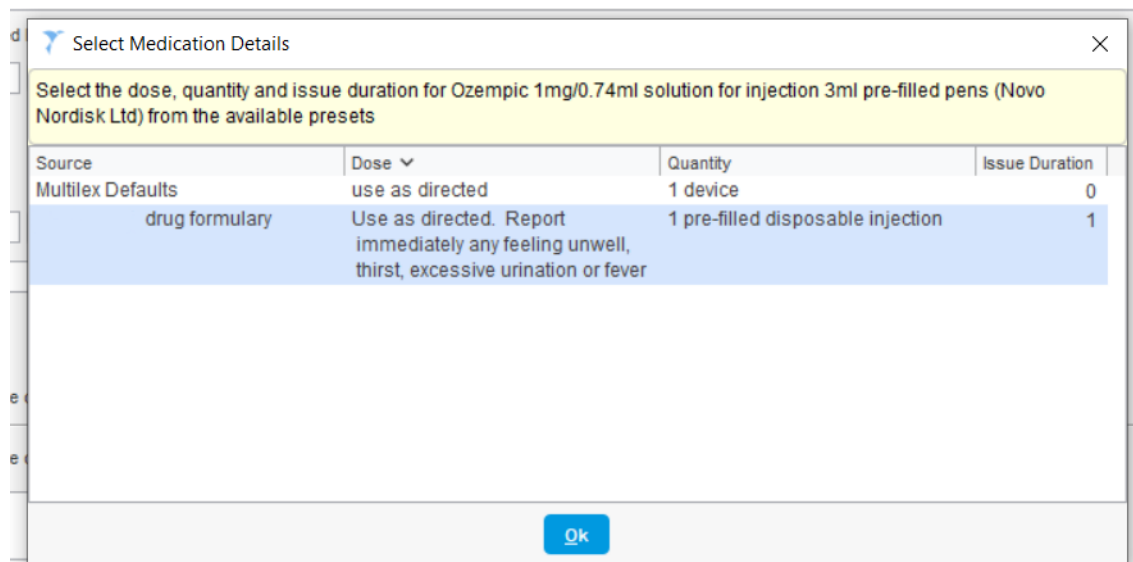 Select Medication Details
Select the dose, quantity and issue duration for Ozempic 1mg/0.74ml solution for injection 3ml pre-filled pens (Novo
Nordisk Ltd) from the available presets
Source Dose Quantity Issue Duration
Multilex Defaults use as directed 1 device 0
drug formulary Use as directed. Report 1 pre-filled disposable injection 1
immediately any feeling unwell,
thirst, excessive urination or fever
Ok